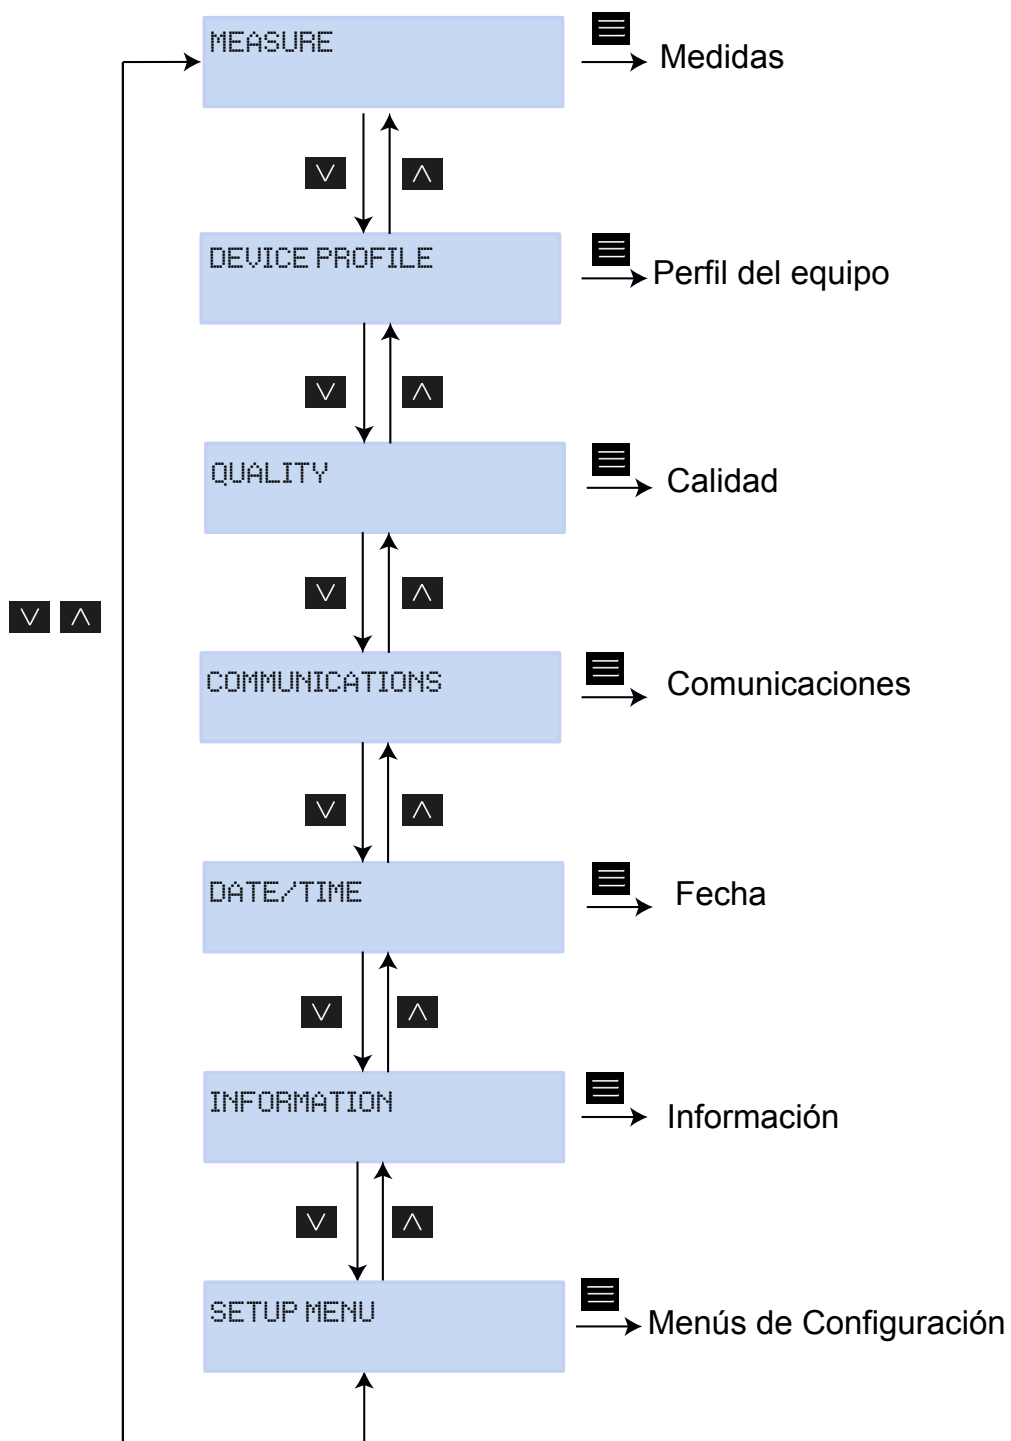 MEASURE
Medidas
DEVICE PROFILE
Perfil del equipo
QUALITY
Calidad
COMMUNICATIONS
Comunicaciones
DATE/TIME
Fecha
INFORMATION
Información
SETUP MENU
Menús de Configuración